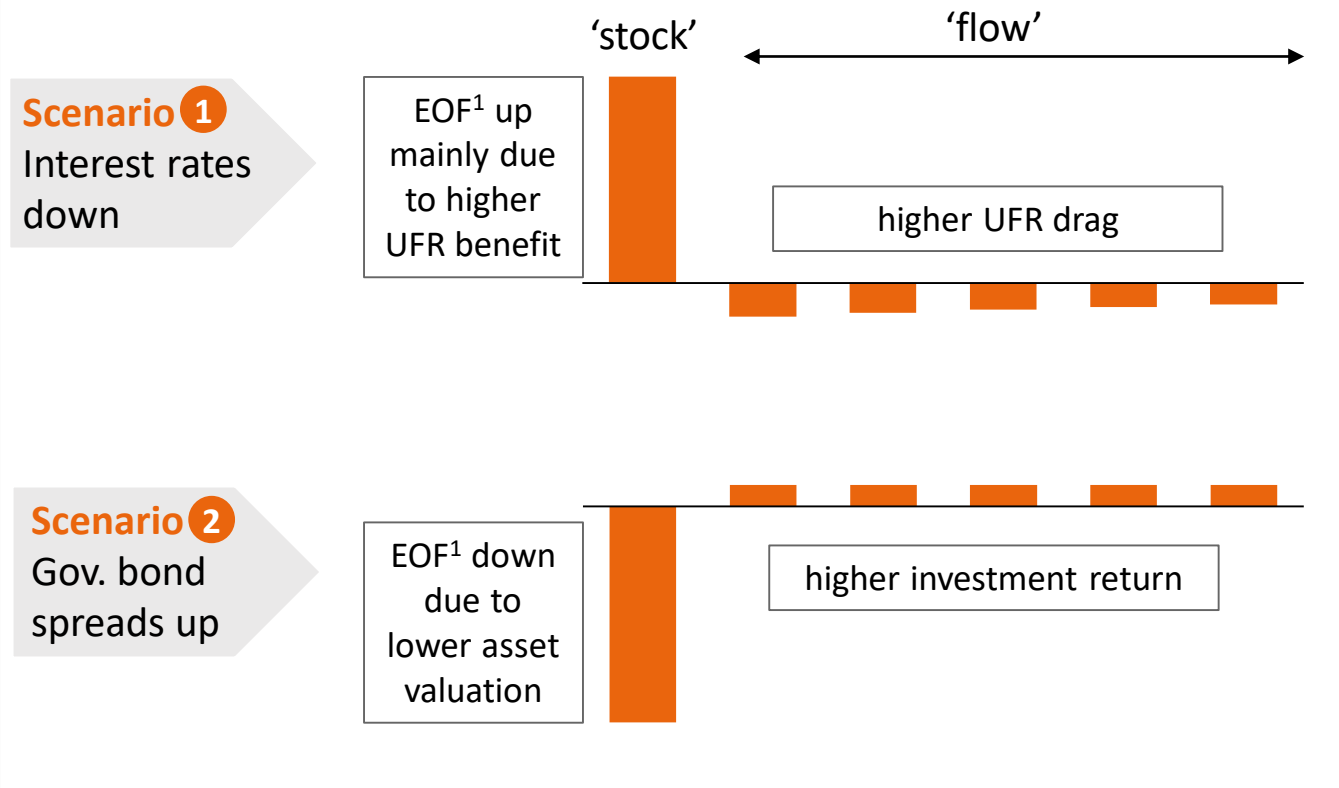 ‘stock’
‘flow’
Scenario 1
Interest rates
down
EOF¹ up
mainly due
to higher
UFR benefit
higher UFR drag
Scenario 2
Gov. bond
spreads up
EOF¹ down
due to
lower asset
valuation
higher investment return